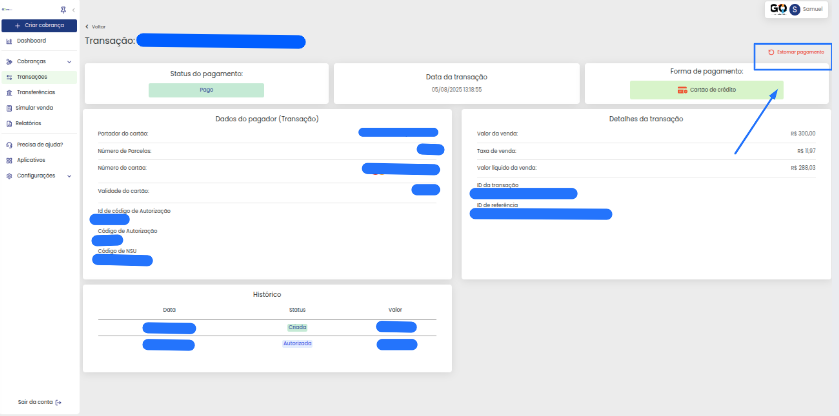 Criar cobrança
Dashboard
Cobranças
Transações
Transferências
Simular venda
Relatórios
Precisa de ajuda?
Aplicativos
Configurações
Sair da conta
GO
S
Samuel
Voltar
Transação:
Estornar pagamento
Status do pagamento:
Pago
Data da transação
05/08/2025 13:18:55
Forma de pagamento:
Cartão de crédito
Dados do pagador (Transação)
Portador do cartão:
Número de Parcelas:
Número do cartão:
Validade do cartão:
Id de código de Autorização
Código de Autorização
Código de NSU
Detalhes da transação
Valor da venda:
R$ 300,00
Taxa de venda:
R$ 11,97
Valor líquido da venda:
R$ 288,03
ID da transação
ID de referência
Histórico
Data
Status
Valor
Criada
Autorizada